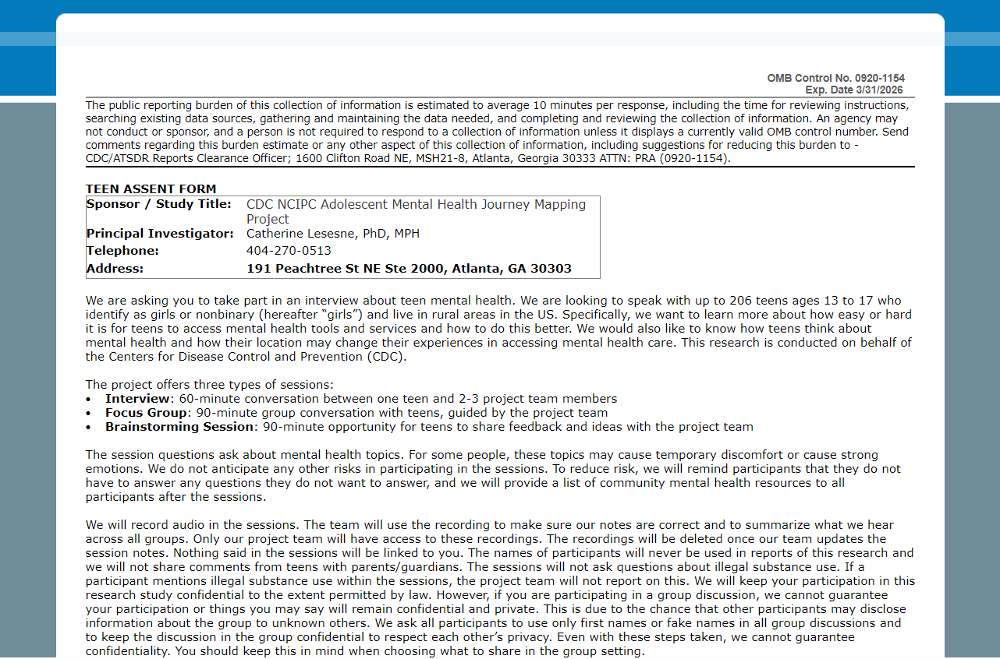 OMB Control No. 0920-1154
Exp. Date 3/31/2026
The public reporting burden of this collection of information is estimated to average 10 minutes per response, including the time for reviewing instructions,
searching existing data sources, gathering and maintaining the data needed, and completing and reviewing the collection of information. An agency may
not conduct or sponsor, and a person is not required to respond to a collection of information unless it displays a currently valid OMB control number. Send
comments regarding this burden estimate or any other aspect of this collection of information, including suggestions for reducing this burden to -
CDC/ATSDR Reports Clearance Officer; 1600 Clifton Road NE, MSH21-8, Atlanta, Georgia 30333 ATTN: PRA (0920-1154).
TEEN ASSENT FORM
Sponsor / Study Title: CDC NCIPC Adolescent Mental Health Journey Mapping
Project
Principal Investigator: Catherine Lesesne, PhD, MPH
Telephone: 404-270-0513
Address: 191 Peachtree St NE Ste 2000, Atlanta, GA 30303
We are asking you to take part in an interview about teen mental health. We are looking to speak with up to 206 teens ages 13 to 17 who
identify as girls or nonbinary (hereafter “girls”) and live in rural areas in the US. Specifically, we want to learn more about how easy or hard
it is for teens to access mental health tools and services and how to do this better. We would also like to know how teens think about
mental health and how their location may change their experiences in accessing mental health care. This research is conducted on behalf of
the Centers for Disease Control and Prevention (CDC).
The project offers three types of sessions:
• Interview: 60-minute conversation between one teen and 2-3 project team members
• Focus Group: 90-minute group conversation with teens, guided by the project team
• Brainstorming Session: 90-minute opportunity for teens to share feedback and ideas with the project team
The session questions ask about mental health topics. For some people, these topics may cause temporary discomfort or cause strong
emotions. We do not anticipate any other risks in participating in the sessions. To reduce risk, we will remind participants that they do not
have to answer any questions they do not want to answer, and we will provide a list of community mental health resources to all
participants after the sessions.
We will record audio in the sessions. The team will use the recording to make sure our notes are correct and to summarize what we hear
across all groups. Only our project team will have access to these recordings. The recordings will be deleted once our team updates the
session notes. Nothing said in the sessions will be linked to you. The names of participants will never be used in reports of this research and
we will not share comments from teens with parents/guardians. The sessions will not ask questions about illegal substance use. If a
participant mentions illegal substance use within the sessions, the project team will not report on this. We will keep your participation in this
research study confidential to the extent permitted by law. However, if you are participating in a group discussion, we cannot guarantee
your participation or things you may say will remain confidential and private. This is due to the chance that other participants may disclose
information about the group to unknown others. We ask all participants to use only first names or fake names in all group discussions and
to keep the discussion in the group confidential to respect each other’s privacy. Even with these steps taken, we cannot guarantee
confidentiality. You should keep this in mind when choosing what to share in the group setting.